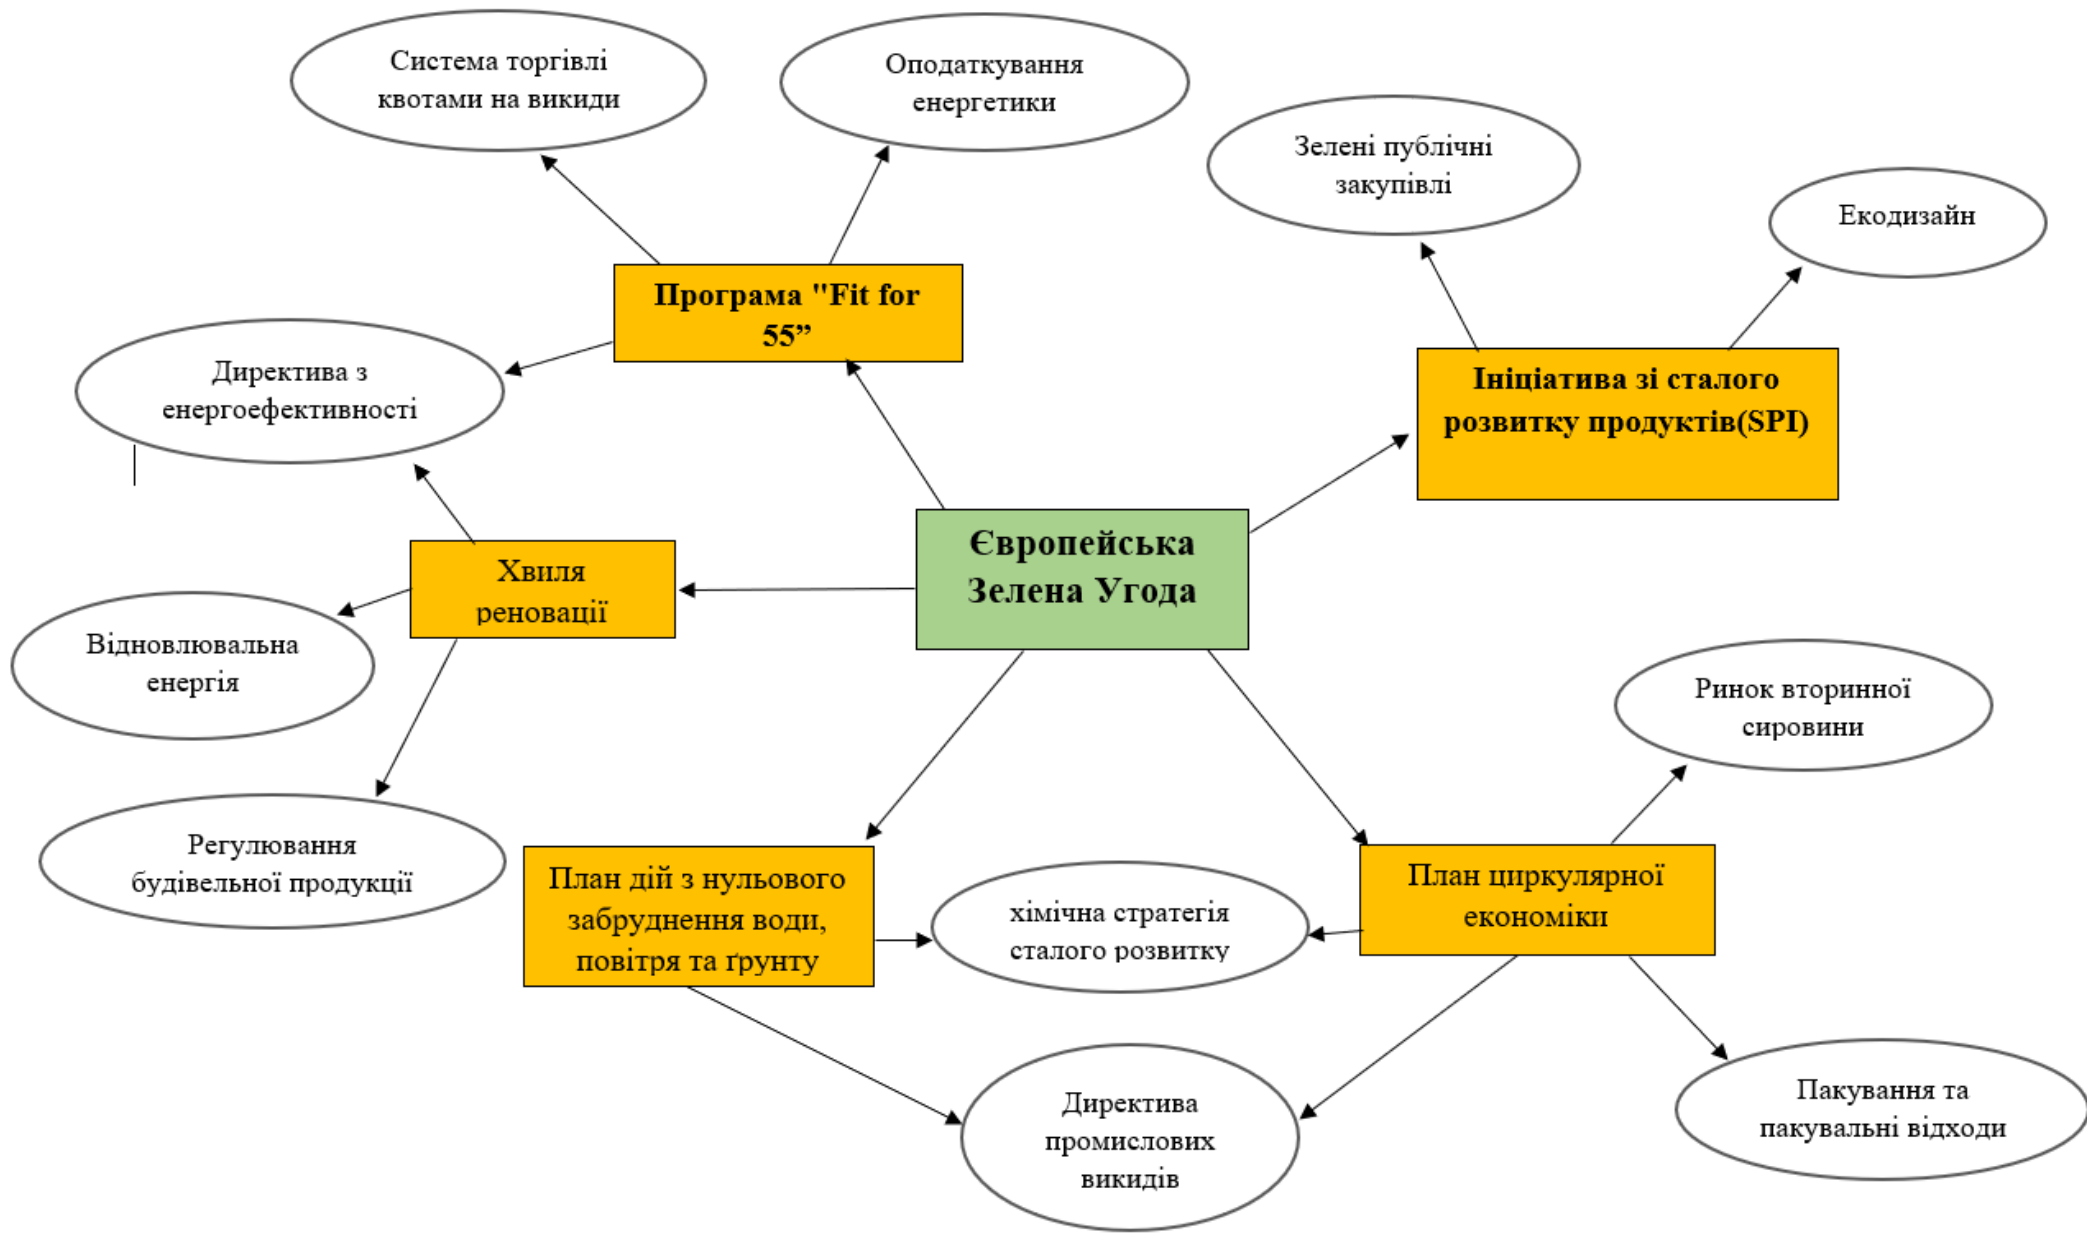 Система торгівлі
квотами на викиди
Оподаткування
енергетики
Зелені публічні
закупівлі
Екодизайн
Програма "Fit for
55”
Директива з
енергоефективності
Ініціатива зі сталого
розвитку продуктів(SPI)
Європейська
Зелена Угода
Хвиля
реновації
Відновлювальна
енергія
Регулювання
будівельної продукції
Ринок вторинної
сировини
План дій з нульового
забруднення води,
повітря та ґрунту
хімічна стратегія
сталого розвитку
План циркулярної
економіки
Директива
промислових
викидів
Пакування та
пакувальні відходи